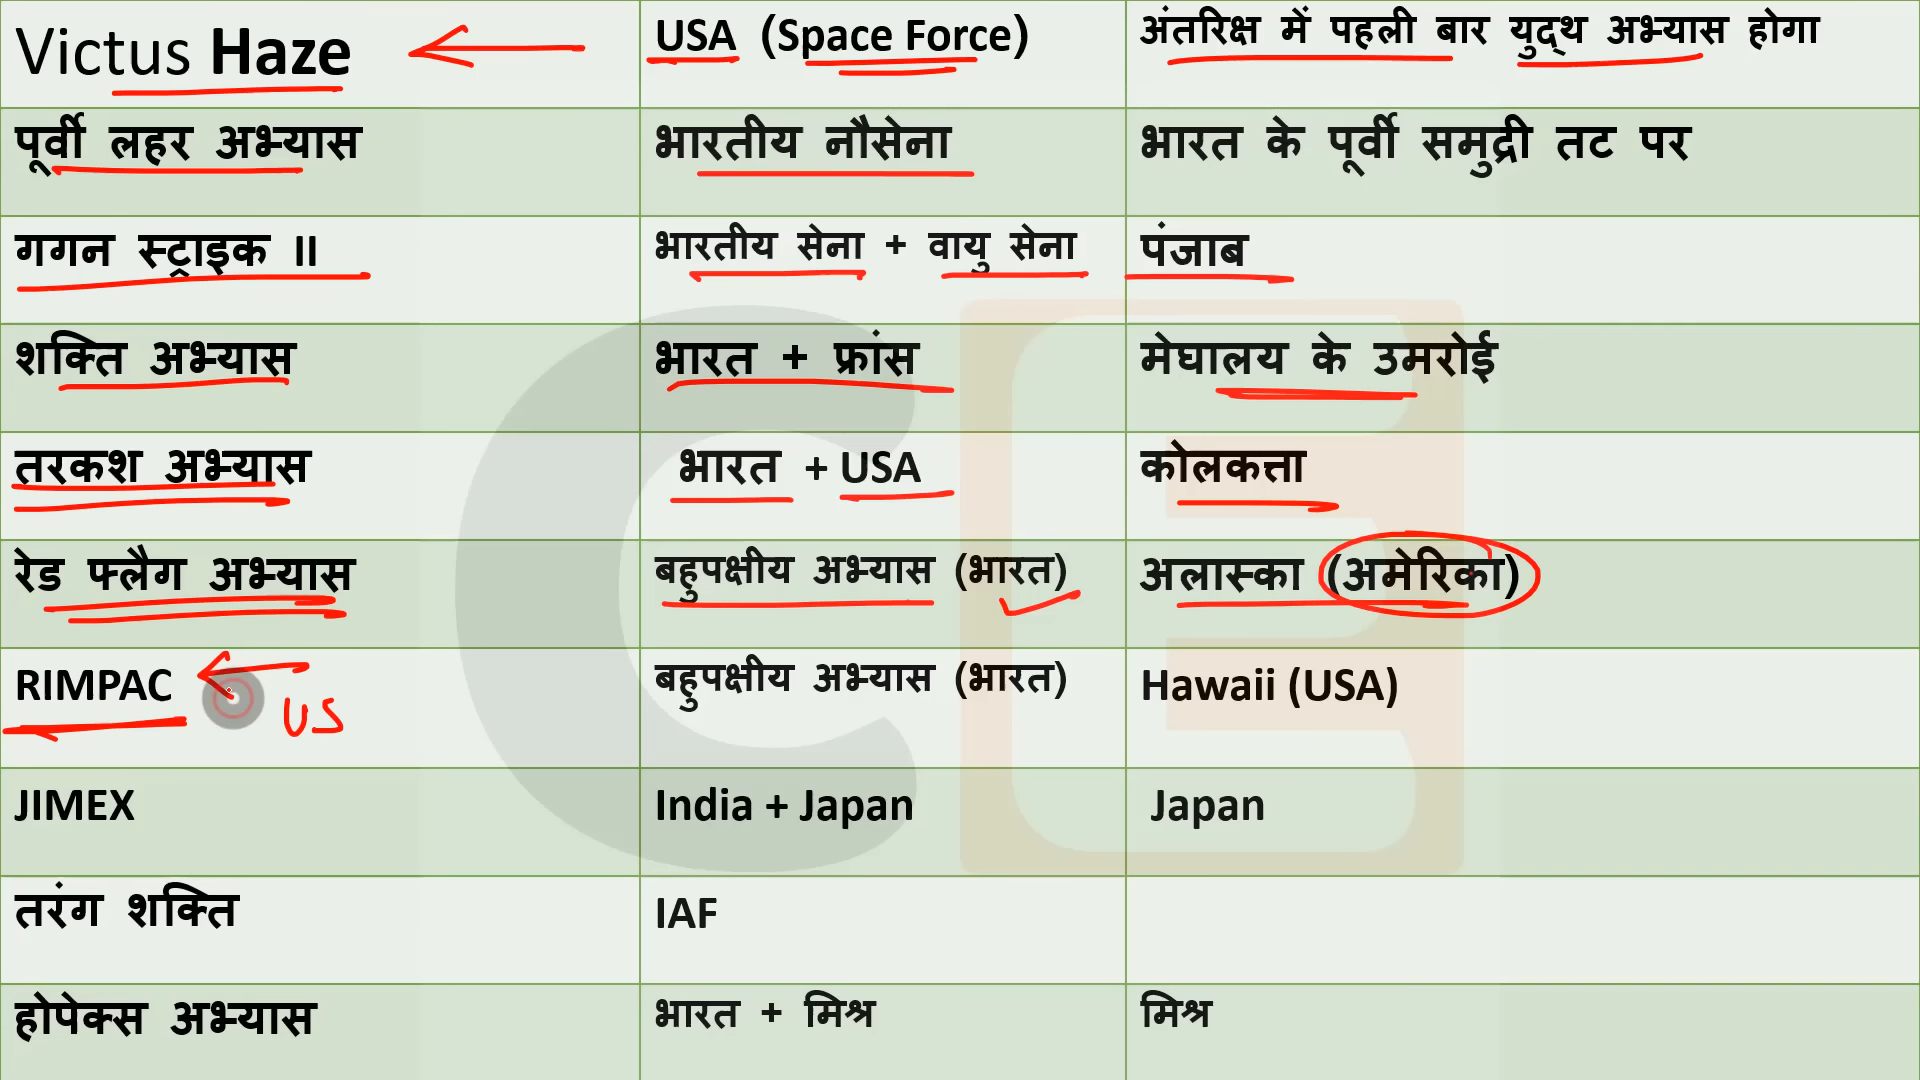 Victus Haze
USA (Space Force)
अंतरिक्ष में पहली बार युद्ध अभ्यास होगा
पूर्वी लहर अभ्यास
भारतीय नौसेना
भारत के पूर्वी समुद्री तट पर
गगन स्ट्राइक II
भारतीय सेना + वायु सेना
पंजाब
शक्ति अभ्यास
भारत + फ्रांस
मेघालय के उमरोई
तरकश अभ्यास
भारत + USA
कोलकत्ता
रेड फ्लैग अभ्यास
बहुपक्षीय अभ्यास (भारत)
अलास्का (अमेरिका)
RIMPAC
US
बहुपक्षीय अभ्यास (भारत)
Hawaii (USA)
JIMEX
India + Japan
Japan
तरंग शक्ति
IAF
होपेक्स अभ्यास
भारत + मिश्र
मिश्र